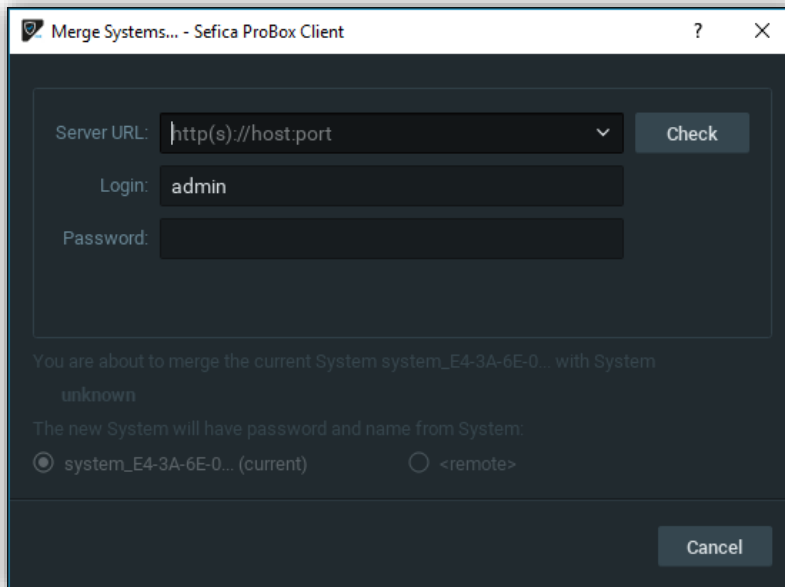 Merge Systems... - Sefica ProBox Client ?
Server URL: http(s)://host:port Check
Login: admin
Password:
You are about to merge the current System system_E4-3A-6E-0... with System
unknown
The new System will have password and name from System:
system_E4-3A-6E-0... (current) <remote>
Cancel